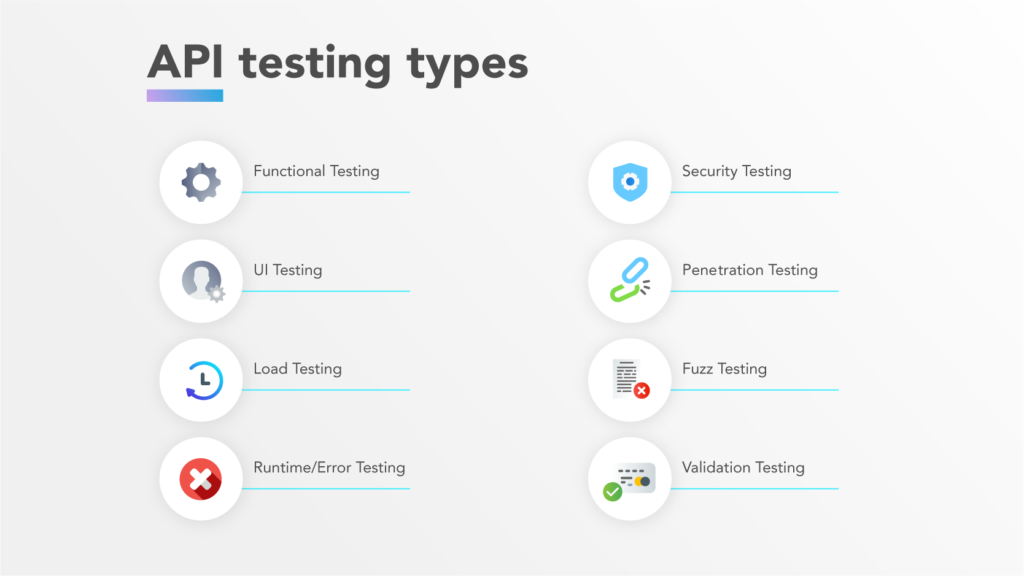 API testing types
Functional Testing
UI Testing
Load Testing
Runtime/Error Testing
Security Testing
Penetration Testing
Fuzz Testing
Validation Testing